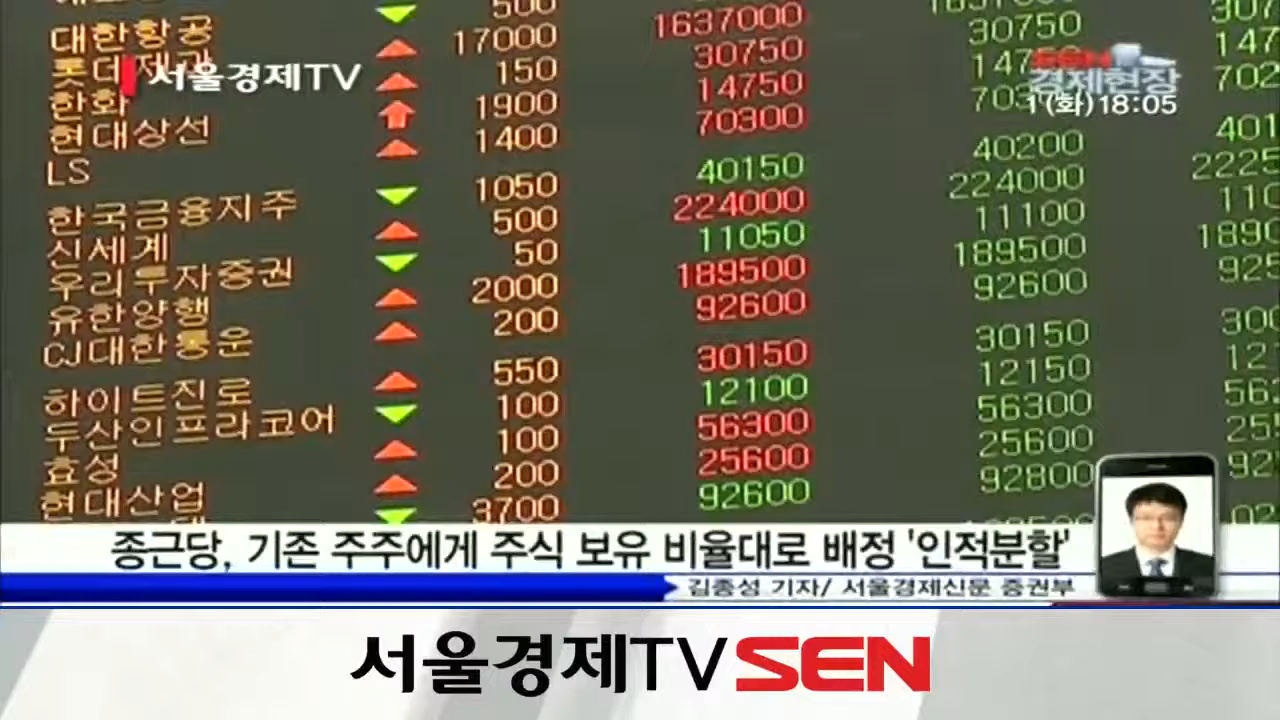 500
대한항공 17000 1637000
롯데제과 150 30750 30750
한화 1900 14750
현대상선 1400 70300
LS
1050 40150 40200
한국금융지주 500 224000 224000
신세계 50 11050 11100
우리투자증권 2000 189500 189500
유한양행 200 92600 92600
CJ대한통운
550 30150 30150
하이트진로 100 12100 12150
두산인프라코어 100 56300 56300
효성 200 25600 25600
현대산업 3700 92600 92800
서울경제TV
SEN
경제현장
1(화)18:05
종근당, 기존 주주에게 주식 보유 비율대로 배정 '인적분할'
김종성 기자/ 서울경제신문 증권부
서울경제TV SEN